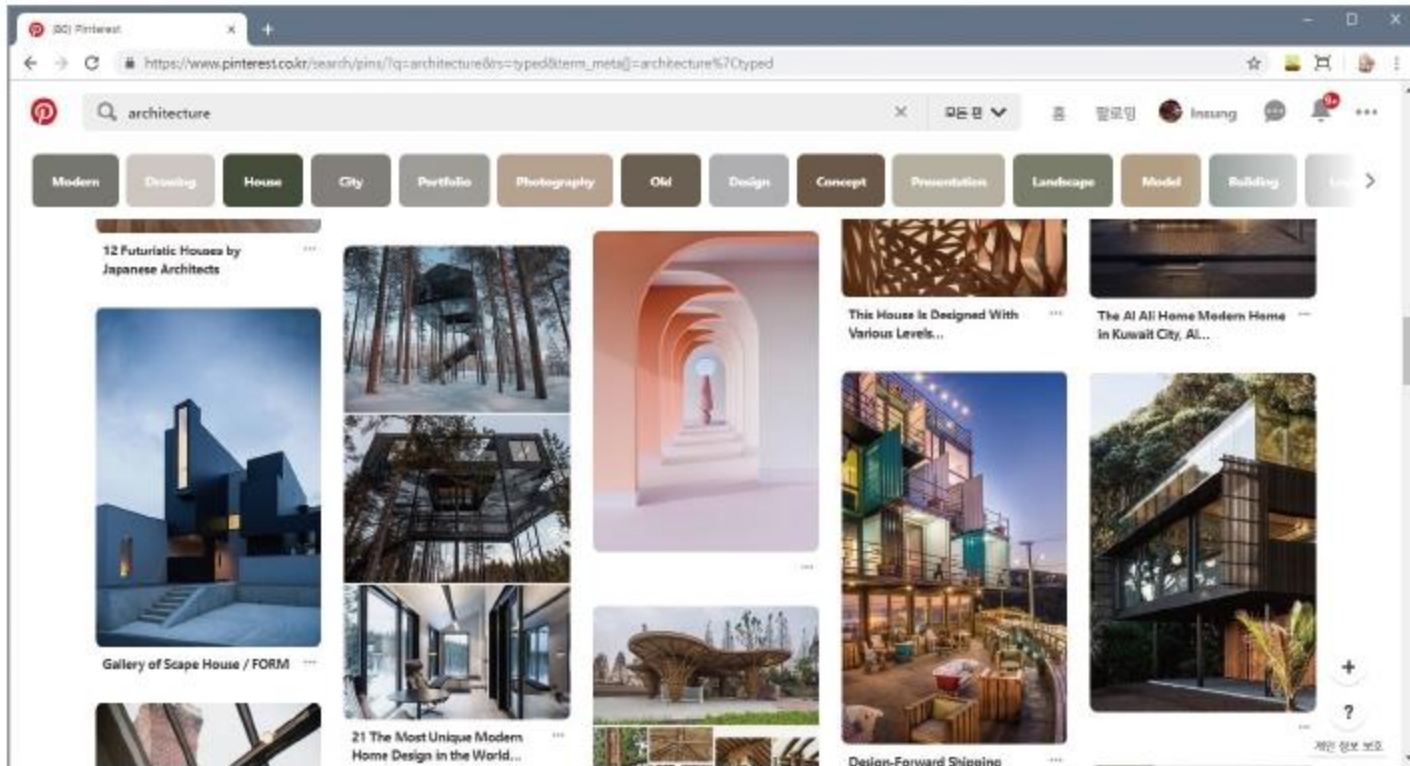 (80) Pinterest
https://www.pinterest.co.kr/search/pins/?q=architecture&rs=typed&term_meta[]=architecture%7Ctyped
architecture
모든 핀
홈
팔로잉
Insung
9+
Modern
Drawing
House
City
Portfolio
Photography
Old
Design
Concept
Presentation
Landscape
Model
Building
12 Futuristic Houses by
Japanese Architects
This House Is Designed With
Various Levels...
The Al Ali Home Modern Home
in Kuwait City, Al...
Gallery of Scape House / FORM
21 The Most Unique Modern
Home Design in the World...
Design-Forward Shipping
+
?
개인 정보 보호